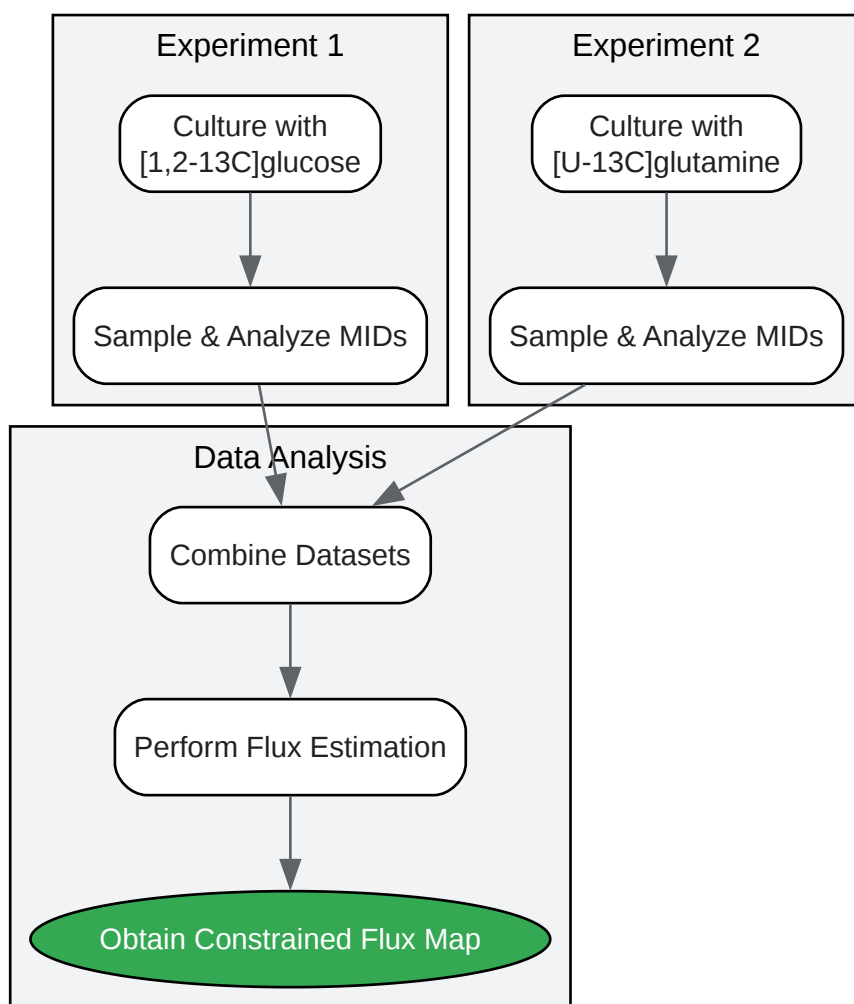 Experiment 1
Culture with
[1,2-13C]glucose
Sample & Analyze MIDs
Experiment 2
Culture with
[U-13C]glutamine
Sample & Analyze MIDs
Data Analysis
Combine Datasets
Perform Flux Estimation
Obtain Constrained Flux Map